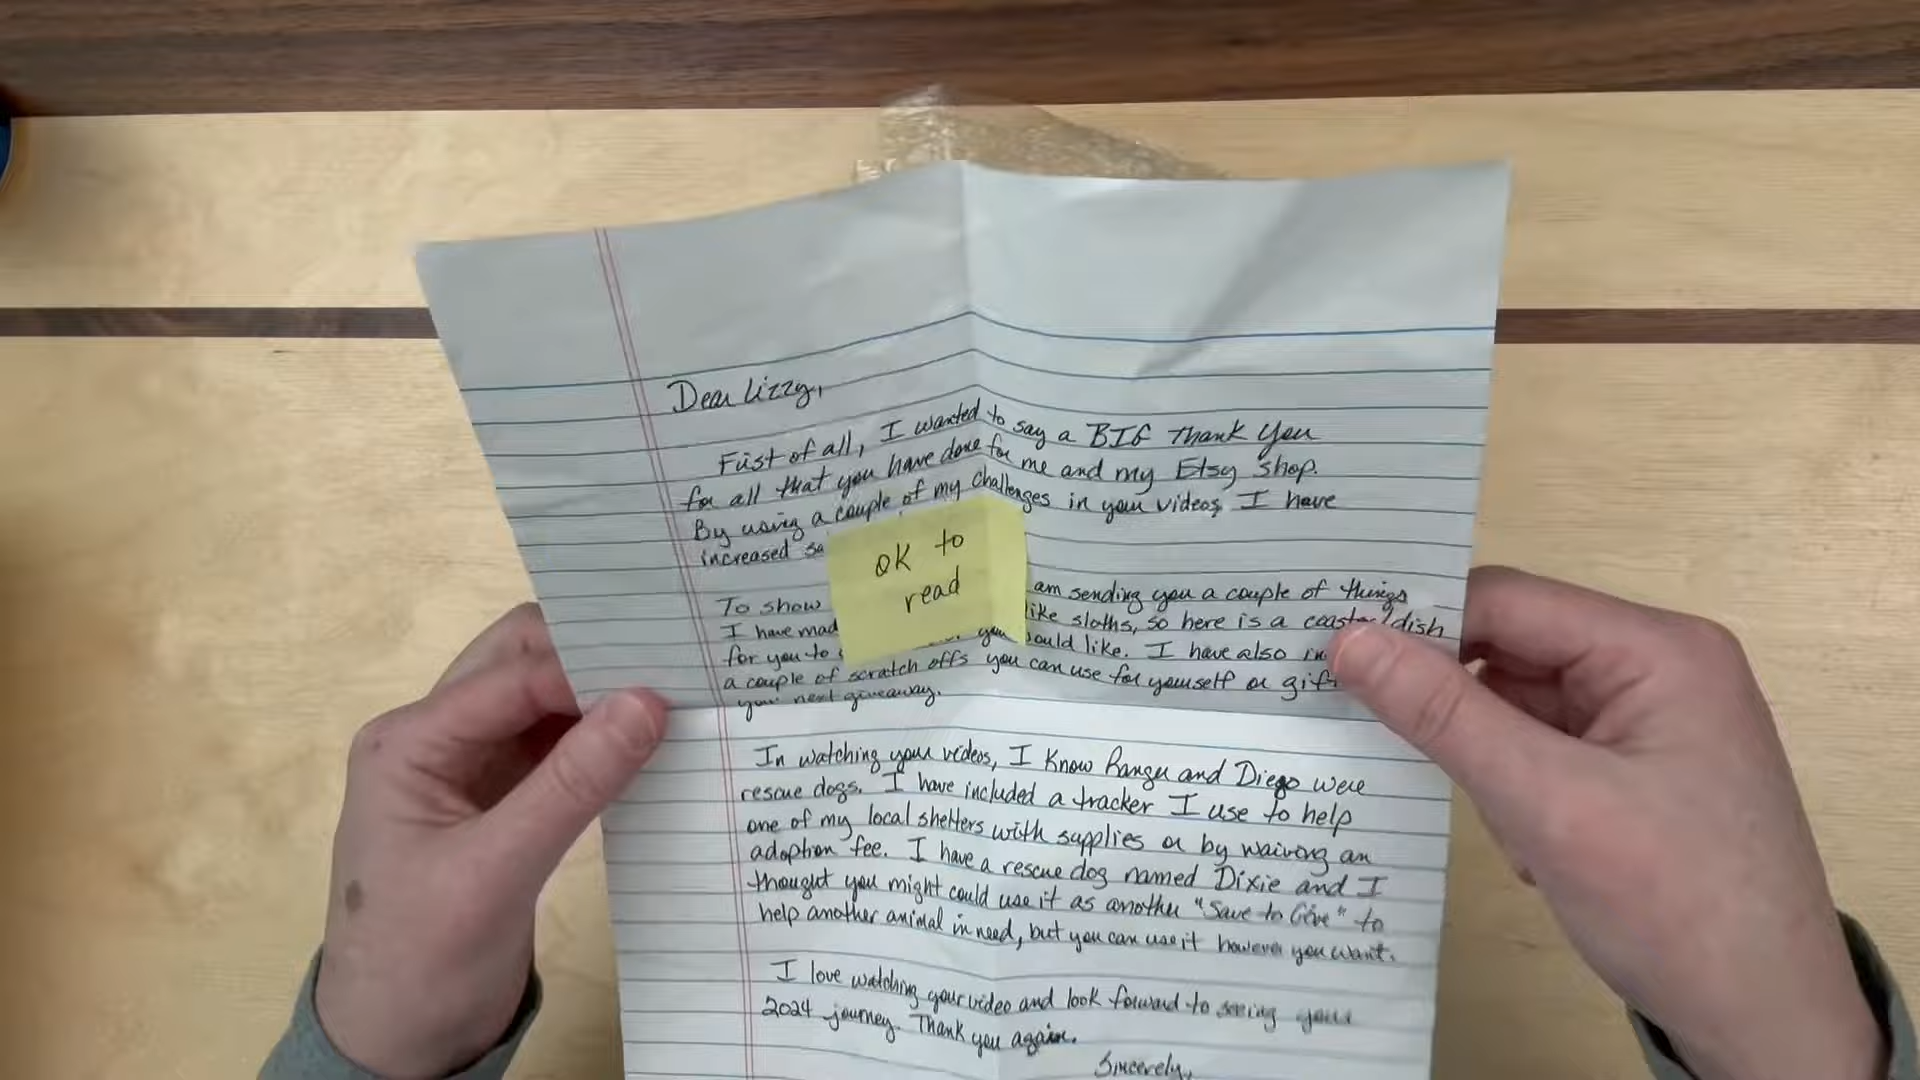 Dear Lizzy,
First of all, I wanted to say a BIG Thank You
for all that you have done for me and my Etsy shop.
By using a couple of my challenges in your videos, I have
increased
OK to
read
To show am sending you a couple of things
I have like sloths, so here is a coaster/dish
for you to you would like. I have also
a couple of scratch offs you can use for yourself or
your next giveaway.
In watching your videos, I Know Ranger and Diego were
rescue dogs. I have included a tracker I use to help
one of my local shelters with supplies or by waiving an
adoption fee. I have a rescue dog named Dixie and I
thought you might could use it as another "Save to Give" to
help another animal in need, but you can use it however you want.
I love watching your video and look forward to seeing your
2024 journey. Thank you again.
Sincerely,